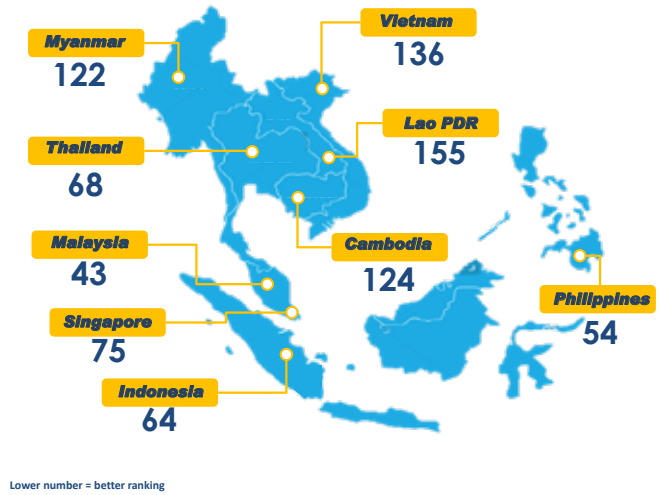 Myanmar
122
Vietnam
136
Thailand
68
Lao PDR
155
Malaysia
43
Cambodia
124
Singapore
75
Philippines
54
Indonesia
64
Lower number = better ranking